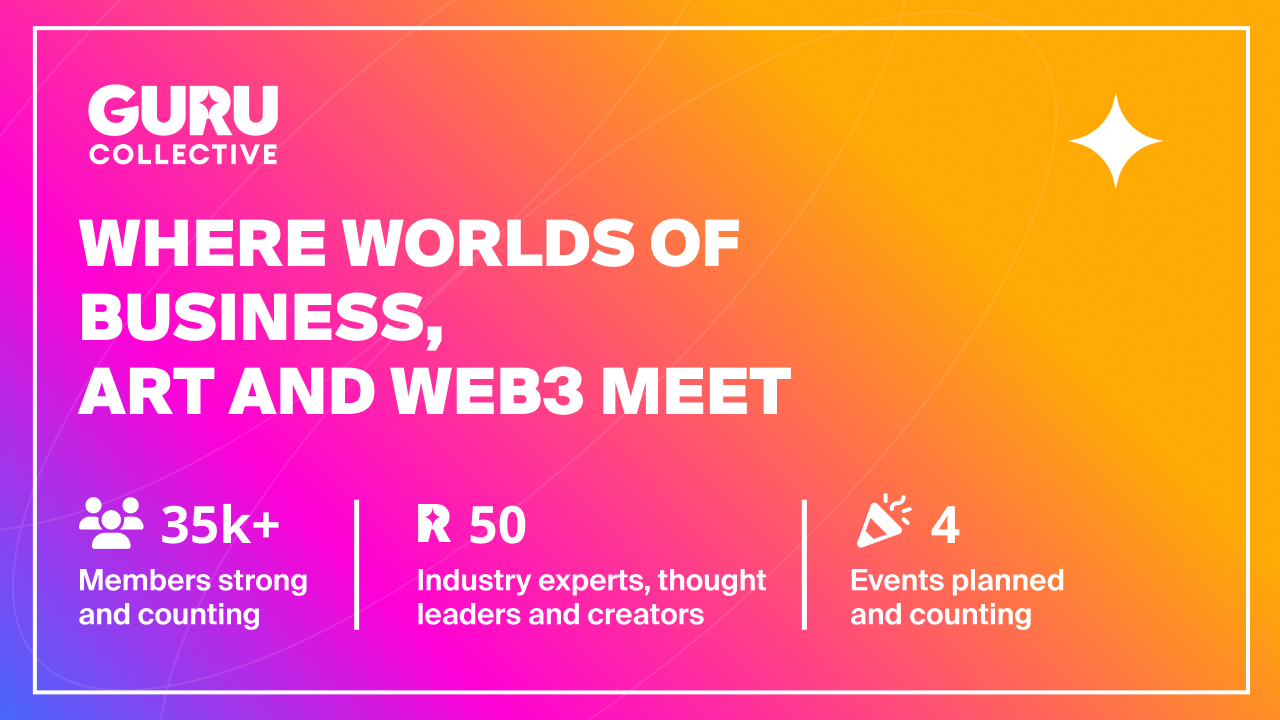 GURU
COLLECTIVE
WHERE WORLDS OF
BUSINESS,
ART AND WEB3 MEET
35k+
Members strong
and counting
R 50
Industry experts, thought
leaders and creators
4
Events planned
and counting